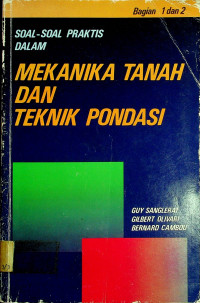 Bagian 1 dan 2
SOAL-SOAL PRAKTIS
DALAM
MEKANIKA TANAH
DAN
TEKNIK PONDASI
GUY SANGLERAT
GILBERT OLIVARI
BERNARD CAMBOU